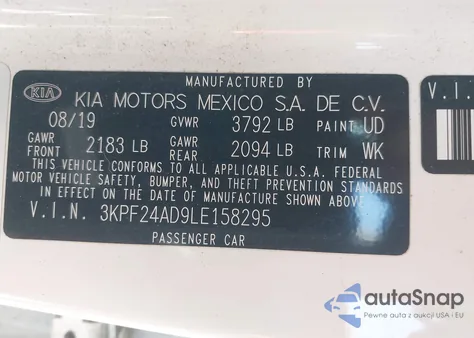 MANUFACTURED BY
KIA KIA MOTORS MEXICO S.A. DE C.V.
08/19 GVWR 3792 LB PAINT UD
GAWR FRONT 2183 LB GAWR REAR 2094 LB TRIM WK
THIS VEHICLE CONFORMS TO ALL APPLICABLE U.S.A. FEDERAL
MOTOR VEHICLE SAFETY, BUMPER, AND THEFT PREVENTION STANDARDS
IN EFFECT ON THE DATE OF MANUFACTURE SHOWN ABOVE
V.I.N. 3KPF24AD9LE158295
PASSENGER CAR
V.I.
autoSnap
Pewne auta z aukcji USA i EU